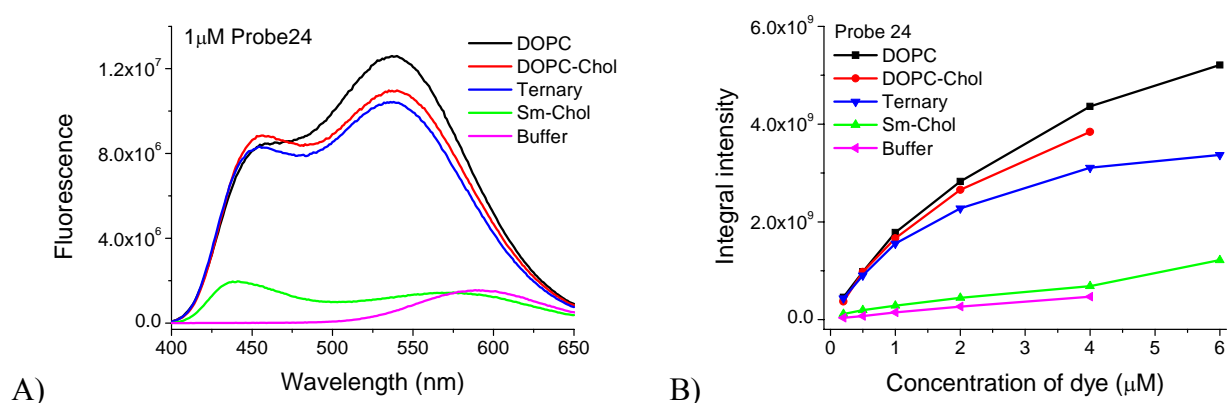 1μM Probe24
DOPC
DOPC-Chol
Ternary
Sm-Chol
Buffer
1.2x10⁷
8.0x10⁶
4.0x10⁶
0.0
400 450 500 550 600 650
Fluorescence
Wavelength (nm)
A)
Probe 24
DOPC
DOPC-Chol
Ternary
Sm-Chol
Buffer
6.0x10⁹
4.0x10⁹
2.0x10⁹
0.0
0 1 2 3 4 5 6
Integral intensity
Concentration of dye (μM)
B)